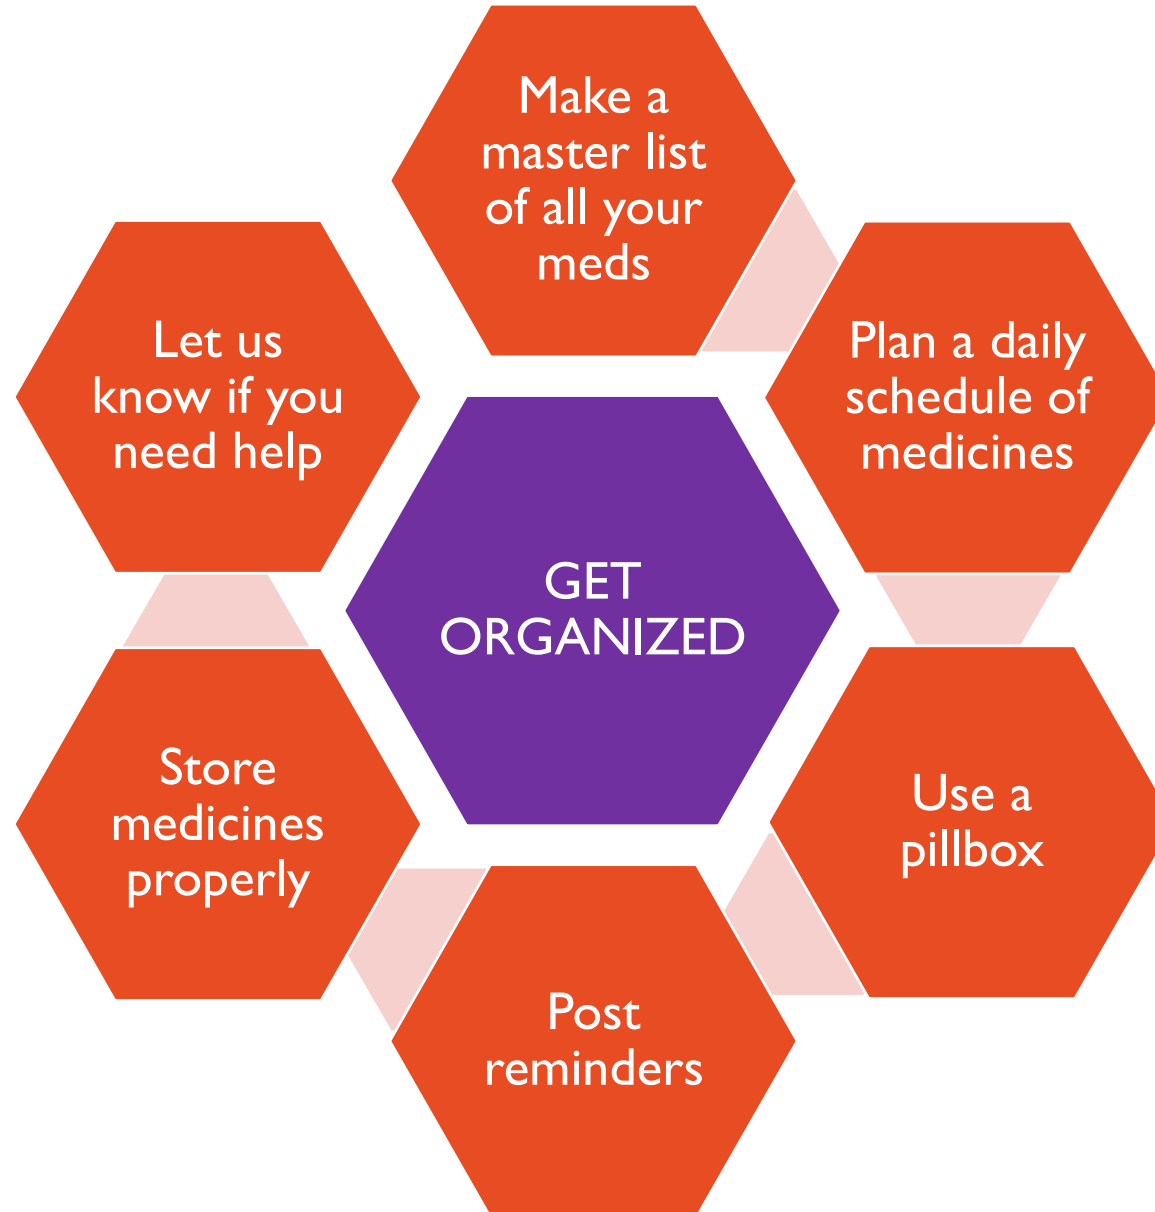 Make a
master list
of all your
meds
Plan a daily
schedule of
medicines
Use a
pillbox
Post
reminders
Store
medicines
properly
Let us
know if you
need help
GET
ORGANIZED